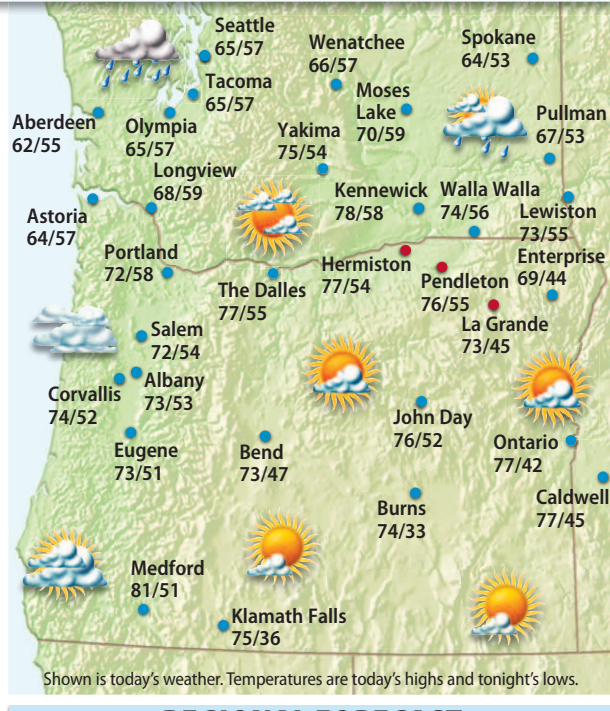 Seattle
65/57
Wenatchee
66/57
Spokane
64/53
Tacoma
65/57
Moses
Lake
70/59
Aberdeen
62/55
Olympia
65/57
Yakima
75/54
Pullman
67/53
Longview
68/59
Kennewick
78/58
Walla Walla
74/56
Lewiston
73/55
Astoria
64/57
Portland
72/58
The Dalles
77/55
Hermiston
77/54
Pendleton
76/55
Enterprise
69/44
La Grande
73/45
Salem
72/54
Corvallis
74/52
Albany
73/53
John Day
76/52
Eugene
73/51
Bend
73/47
Ontario
77/42
Burns
74/33
Caldwell
77/45
Medford
81/51
Klamath Falls
75/36
Shown is today's weather. Temperatures are today's highs and tonight's lows.
REGIONAL FORECAST